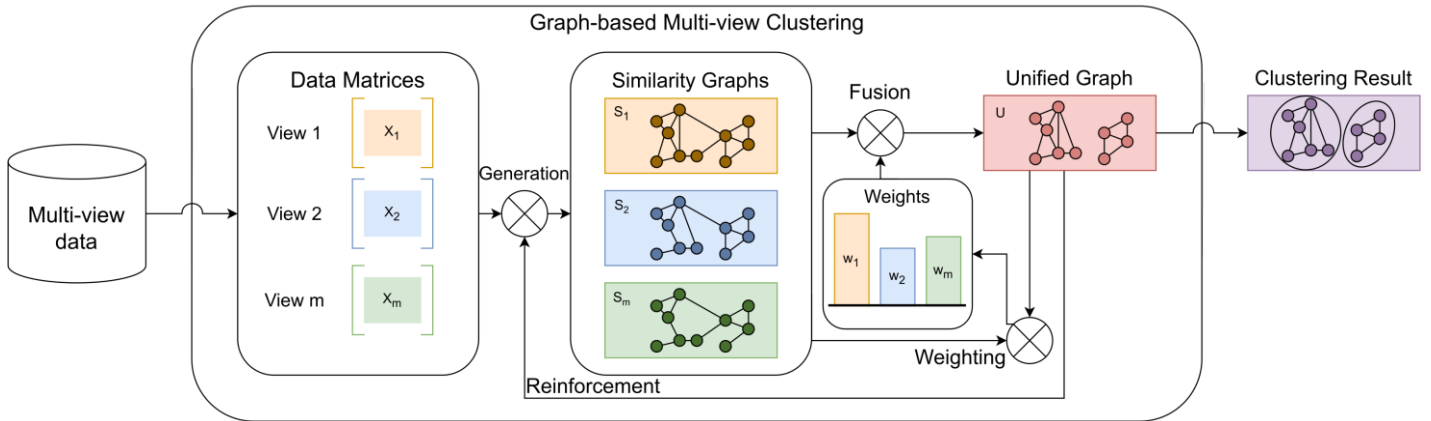 Graph-based Multi-view Clustering
Multi-view
data
Data Matrices
View 1
X₁
View 2
X₂
View m
Xₘ
Generation
Similarity Graphs
S₁
S₂
Sₘ
Fusion
Weights
w₁
w₂
wₘ
Weighting
Reinforcement
Unified Graph
U
Clustering Result